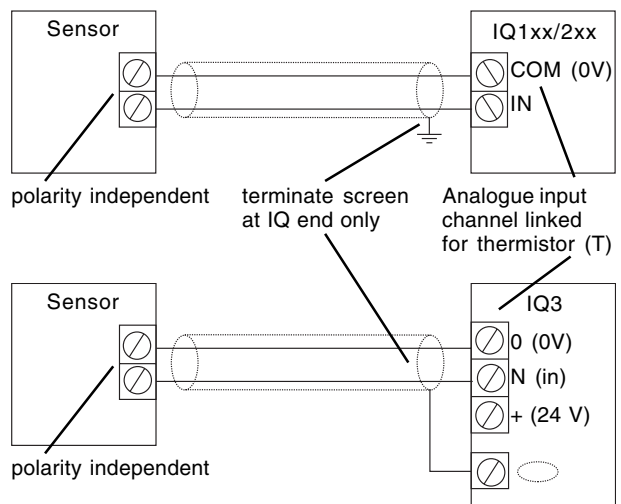 Sensor
IQ1xx/2xx
COM (0V)
IN
polarity independent
terminate screen
at IQ end only
Analogue input
channel linked
for thermistor (T)
Sensor
IQ3
0 (0V)
N (in)
+ (24 V)
polarity independent